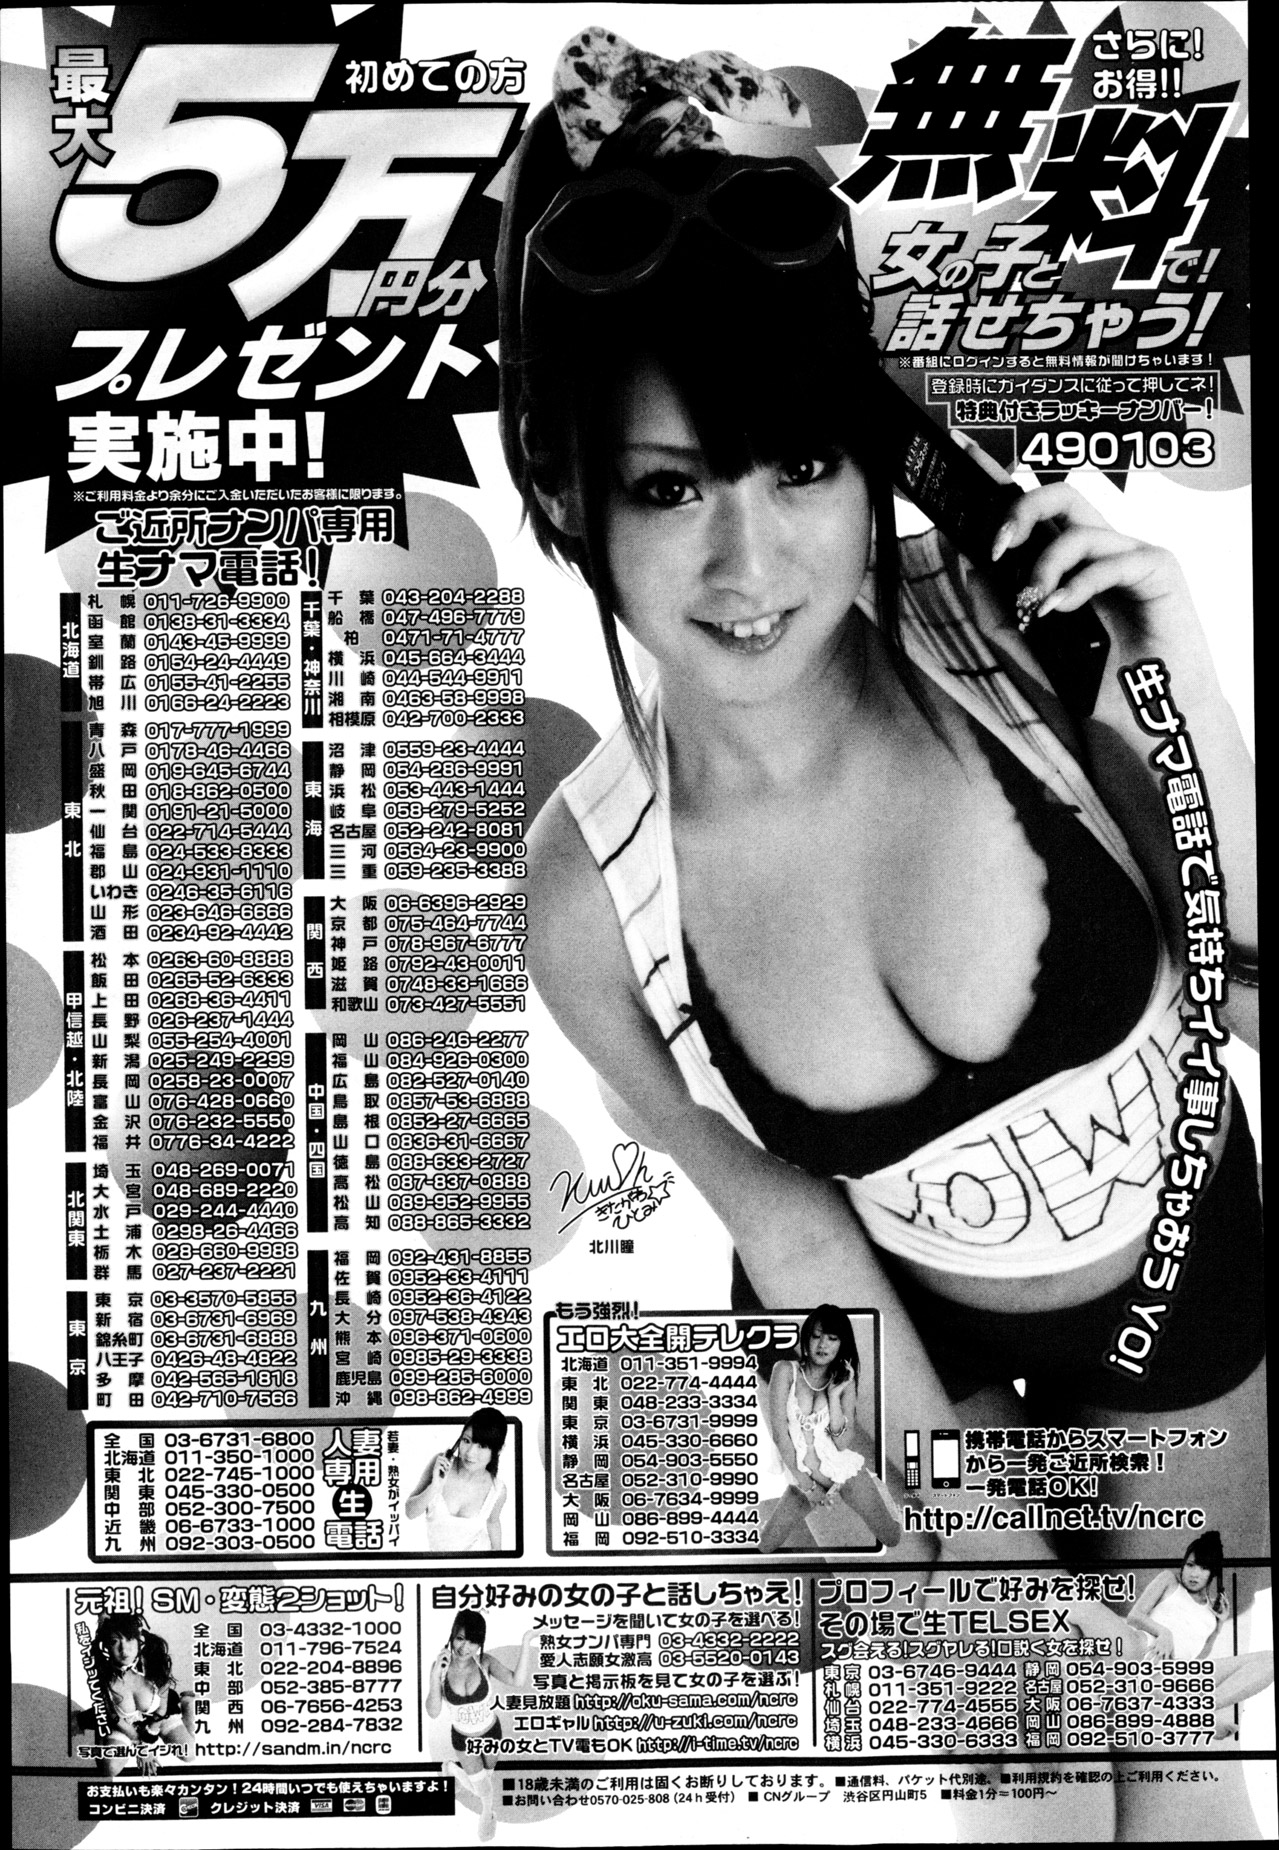 最大
5万円分
初めての方
プレゼント
実施中!
※ご利用料金より余分にご入金いただいたお客様に限ります。
さらに!
お得!!
無料で!
女の子と
話せちゃう!
※番組にログインすると無料情報が聞けちゃいます!
登録時にガイダンスに従って押してネ!
特典付きラッキーナンバー!
490103
ご近所ナンパ専用
生ナマ電話!
北海道
札幌 011-726-9900
函館 0138-31-3334
室蘭 0143-45-9999
釧路 0154-24-4449
帯広 0155-41-2255
旭川 0166-24-2223
東北
青森 017-777-1999
八戸 0178-46-4466
盛岡 019-645-6744
秋田 018-862-0500
一関 0191-21-5000
仙台 022-714-5444
福島 024-533-8333
郡山 024-931-1110
いわき 0246-35-6116
山形 023-646-6666
酒田 0234-92-4442
甲信越・北陸
松本 0263-60-8888
飯田 0265-52-6333
上田 0268-36-4411
長野 026-237-1444
山梨 055-254-4001
新潟 025-249-2299
長岡 0258-23-0007
富山 076-428-0660
金沢 076-232-5550
福井 0776-34-4222
北関東
埼玉 048-269-0071
大宮 048-689-2220
水戸 029-244-4440
土浦 0298-26-4466
栃木 028-660-9988
群馬 027-237-2221
東京
東京 03-3570-5855
新宿 03-6731-6969
錦糸町 03-6731-6888
八王子 0426-48-4822
多摩 042-565-1818
町田 042-710-7566
千葉・神奈川
千葉 043-204-2288
船橋 047-496-7779
柏 0471-71-4777
横浜 045-664-3444
川崎 044-544-9911
湘南 0463-58-9998
相模原 042-700-2333
東海
沼津 0559-23-4444
静岡 054-286-9991
浜松 053-443-1444
岐阜 058-279-5252
名古屋 052-242-8081
三河 0564-23-9900
三重 059-235-3388
関西
大阪 06-6396-2929
京都 075-464-7744
神戸 078-967-6777
姫路 0792-43-0011
滋賀 0748-33-1666
和歌山 073-427-5551
中国・四国
岡山 086-246-2277
福山 084-926-0300
広島 082-527-0140
鳥取 0857-53-6888
島根 0852-27-6665
山口 0836-31-6667
徳島 088-633-2727
高松 087-837-0888
松山 089-952-9955
高知 088-865-3332
九州
福岡 092-431-8855
佐賀 0952-33-4111
長崎 0952-36-4122
大分 097-538-4343
熊本 096-371-0600
宮崎 0985-29-3338
鹿児島 099-285-6000
沖縄 098-862-4999
生ナマ電話で気持ちイイ事しちゃおうYO!
きたがわ
ひとみ
北川瞳
全国 03-6731-6800
北海道 011-350-1000
東北 022-745-1000
関東 045-330-0500
中部 052-300-7500
近畿 06-6733-1000
九州 092-303-0500
人妻
専用
生
電話
若妻・熟女がイッパイ
もう強烈!
エロ大全開テレクラ
北海道 011-351-9994
東北 022-774-4444
関東 048-233-3334
東京 03-6731-9999
横浜 045-330-6660
静岡 054-903-5550
名古屋 052-310-9990
大阪 06-7634-9999
岡山 086-899-4444
福岡 092-510-3334
携帯電話からスマートフォン
から一発ご近所検索!
一発電話OK!
http://callnet.tv/ncrc
元祖!SM・変態2ショット!
私をイジってください
全国 03-4332-1000
北海道 011-796-7524
東北 022-204-8896
中部 052-385-8777
関西 06-7656-4253
九州 092-284-7832
写真で選んでイジれ! http://sandm.in/ncrc
自分好みの女の子と話しちゃえ!
メッセージを聞いて女の子を選べる!
熟女ナンパ専門 03-4332-2222
愛人志願女激高 03-5520-0143
写真と掲示板を見て女の子を選ぶ!
人妻見放題 http://oku-sama.com/ncrc
エロギャル http://u-zuki.com/ncrc
好みの女とTV電もOK http://i-time.tv/ncrc
プロフィールで好みを探せ!
その場で生TELSEX
スグ会える!スグヤレる!口説く女を探せ!
東京 03-6746-9444 静岡 054-903-5999
札幌 011-351-9222 名古屋 052-310-9666
仙台 022-774-4555 大阪 06-7637-4333
埼玉 048-233-4666 岡山 086-899-4888
横浜 045-330-6333 福岡 092-510-3777
お支払いも楽々カンタン!24時間いつでも使えちゃいますよ!
コンビニ決済 クレジット決済 VISA
■18歳未満のご利用は固くお断りしております。■通信料、パケット代別途。■利用規約を確認の上ご利用ください。
■お問い合わせ0570-025-808(24h受付) ■CNグループ 渋谷区円山町5 ■料金1分=100円〜